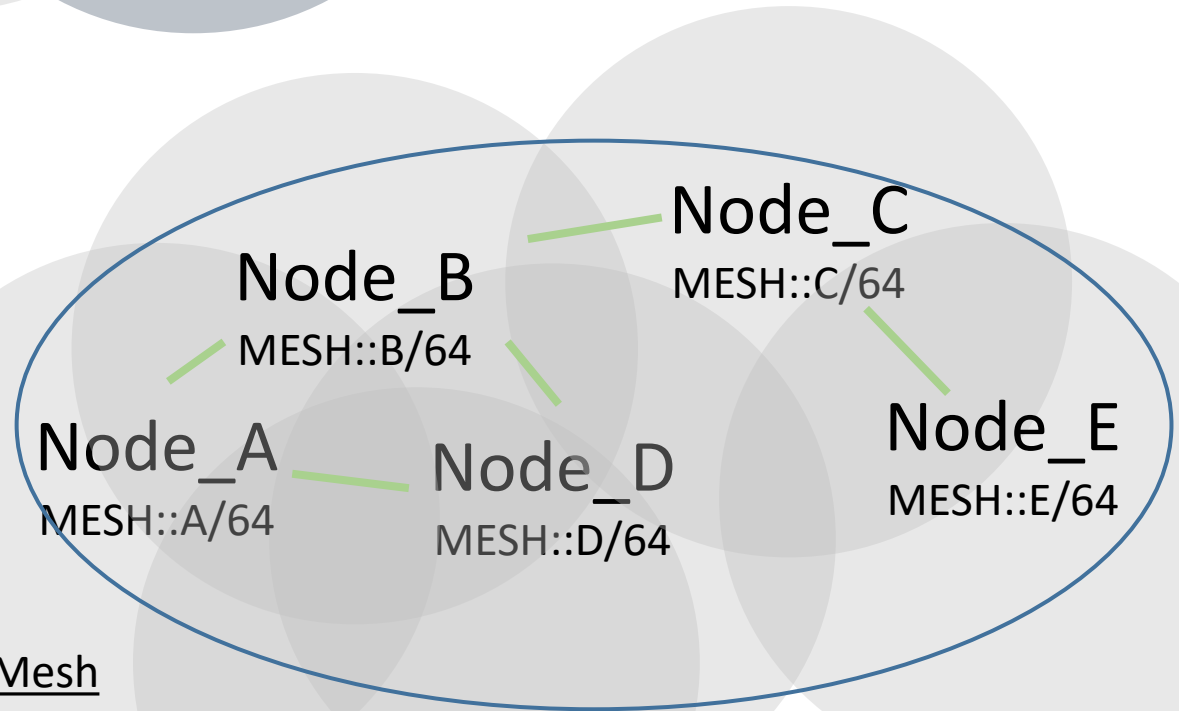 Node_C
MESH::C/64
Node_B
MESH::B/64
Node_A
MESH::A/64
Node_D
MESH::D/64
Node_E
MESH::E/64
Mesh